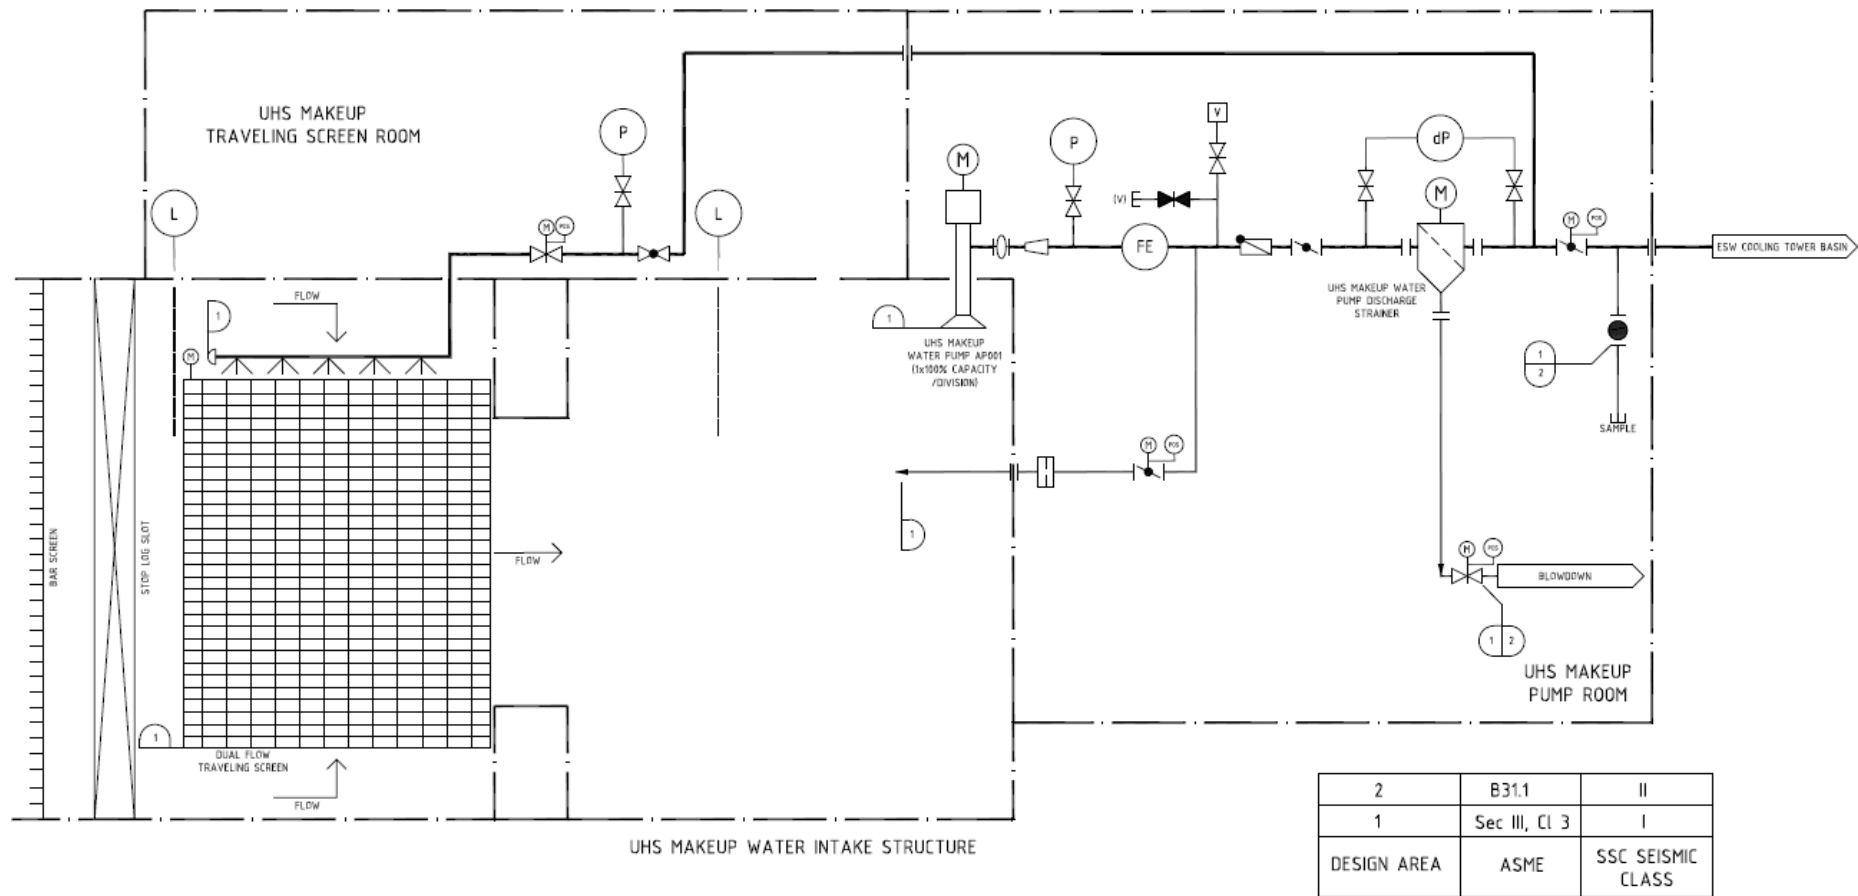 UHS MAKEUP
TRAVELING SCREEN ROOM
P
L
M
POS
L
M
P
V
(V)
FE
dP
M
M
POS
ESW COOLING TOWER BASIN
UHS MAKEUP WATER
PUMP DISCHARGE
STRAINER
FLOW
1
M
1
UHS MAKEUP
WATER PUMP AP001
(1x100% CAPACITY
/DIVISION)
1
2
SAMPLE
M
POS
1
BAR SCREEN
STOP LOG SLOT
FLOW
M
POS
BLOWDOWN
1
2
UHS MAKEUP
PUMP ROOM
1
DUAL FLOW
TRAVELING SCREEN
FLOW
UHS MAKEUP WATER INTAKE STRUCTURE
2 B31.1 II
1 Sec III, Cl 3 I
DESIGN AREA ASME SSC SEISMIC
CLASS